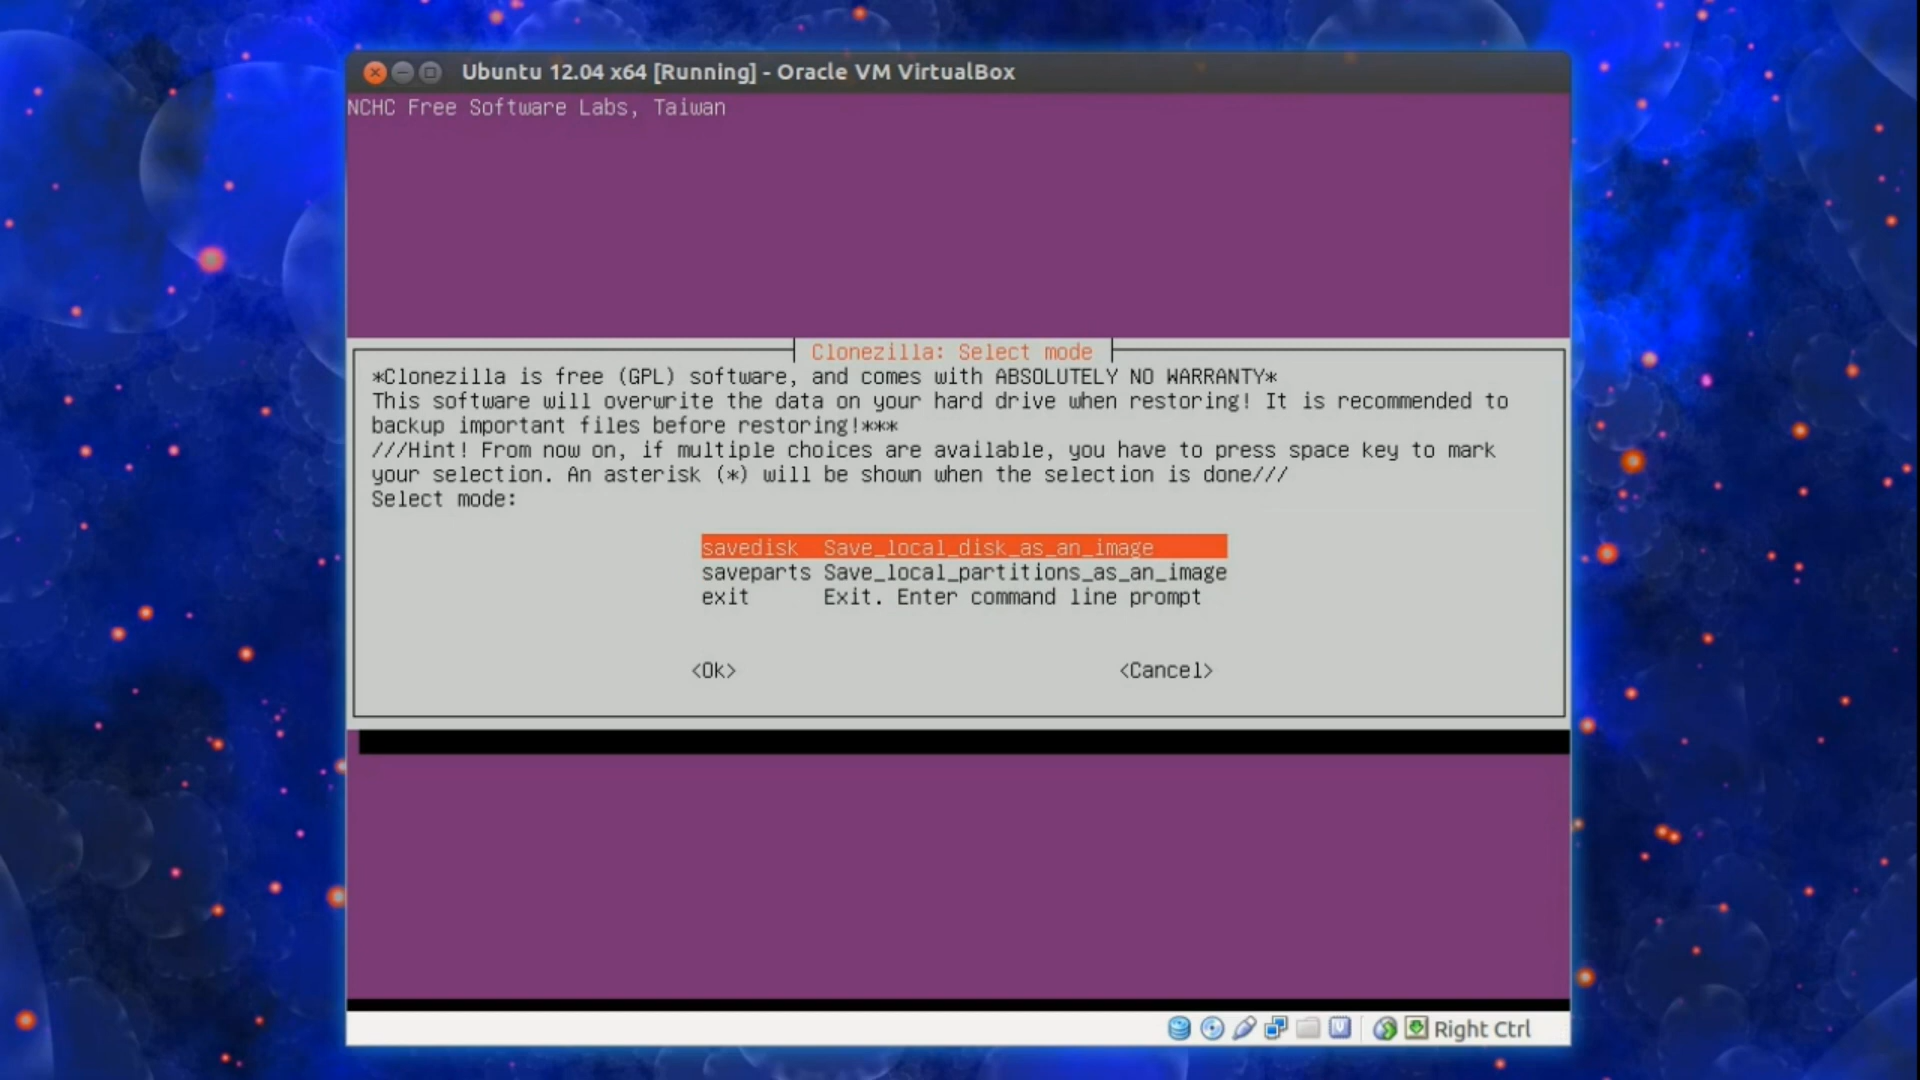 Ubuntu 12.04 x64 [Running] - Oracle VM VirtualBox
NCHC Free Software Labs, Taiwan
Clonezilla: Select mode
*Clonezilla is free (GPL) software, and comes with ABSOLUTELY NO WARRANTY*
This software will overwrite the data on your hard drive when restoring! It is recommended to
backup important files before restoring!***
///Hint! From now on, if multiple choices are available, you have to press space key to mark
your selection. An asterisk (*) will be shown when the selection is done///
Select mode:
savedisk Save_local_disk_as_an_image
saveparts Save_local_partitions_as_an_image
exit Exit. Enter command line prompt
<Ok> <Cancel>
Right Ctrl